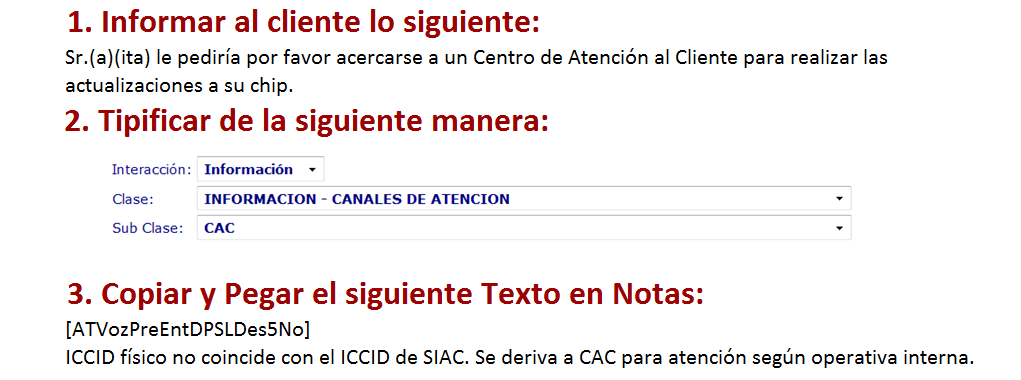 1. Informar al cliente lo siguiente:
Sr.(a)(ita) le pediría por favor acercarse a un Centro de Atención al Cliente para realizar las
actualizaciones a su chip.
2. Tipificar de la siguiente manera:
Interacción: Información
Clase: INFORMACION - CANALES DE ATENCION
Sub Clase: CAC
3. Copiar y Pegar el siguiente Texto en Notas:
[ATVozPreEntDPSLDes5No]
ICCID físico no coincide con el ICCID de SIAC. Se deriva a CAC para atención según operativa interna.